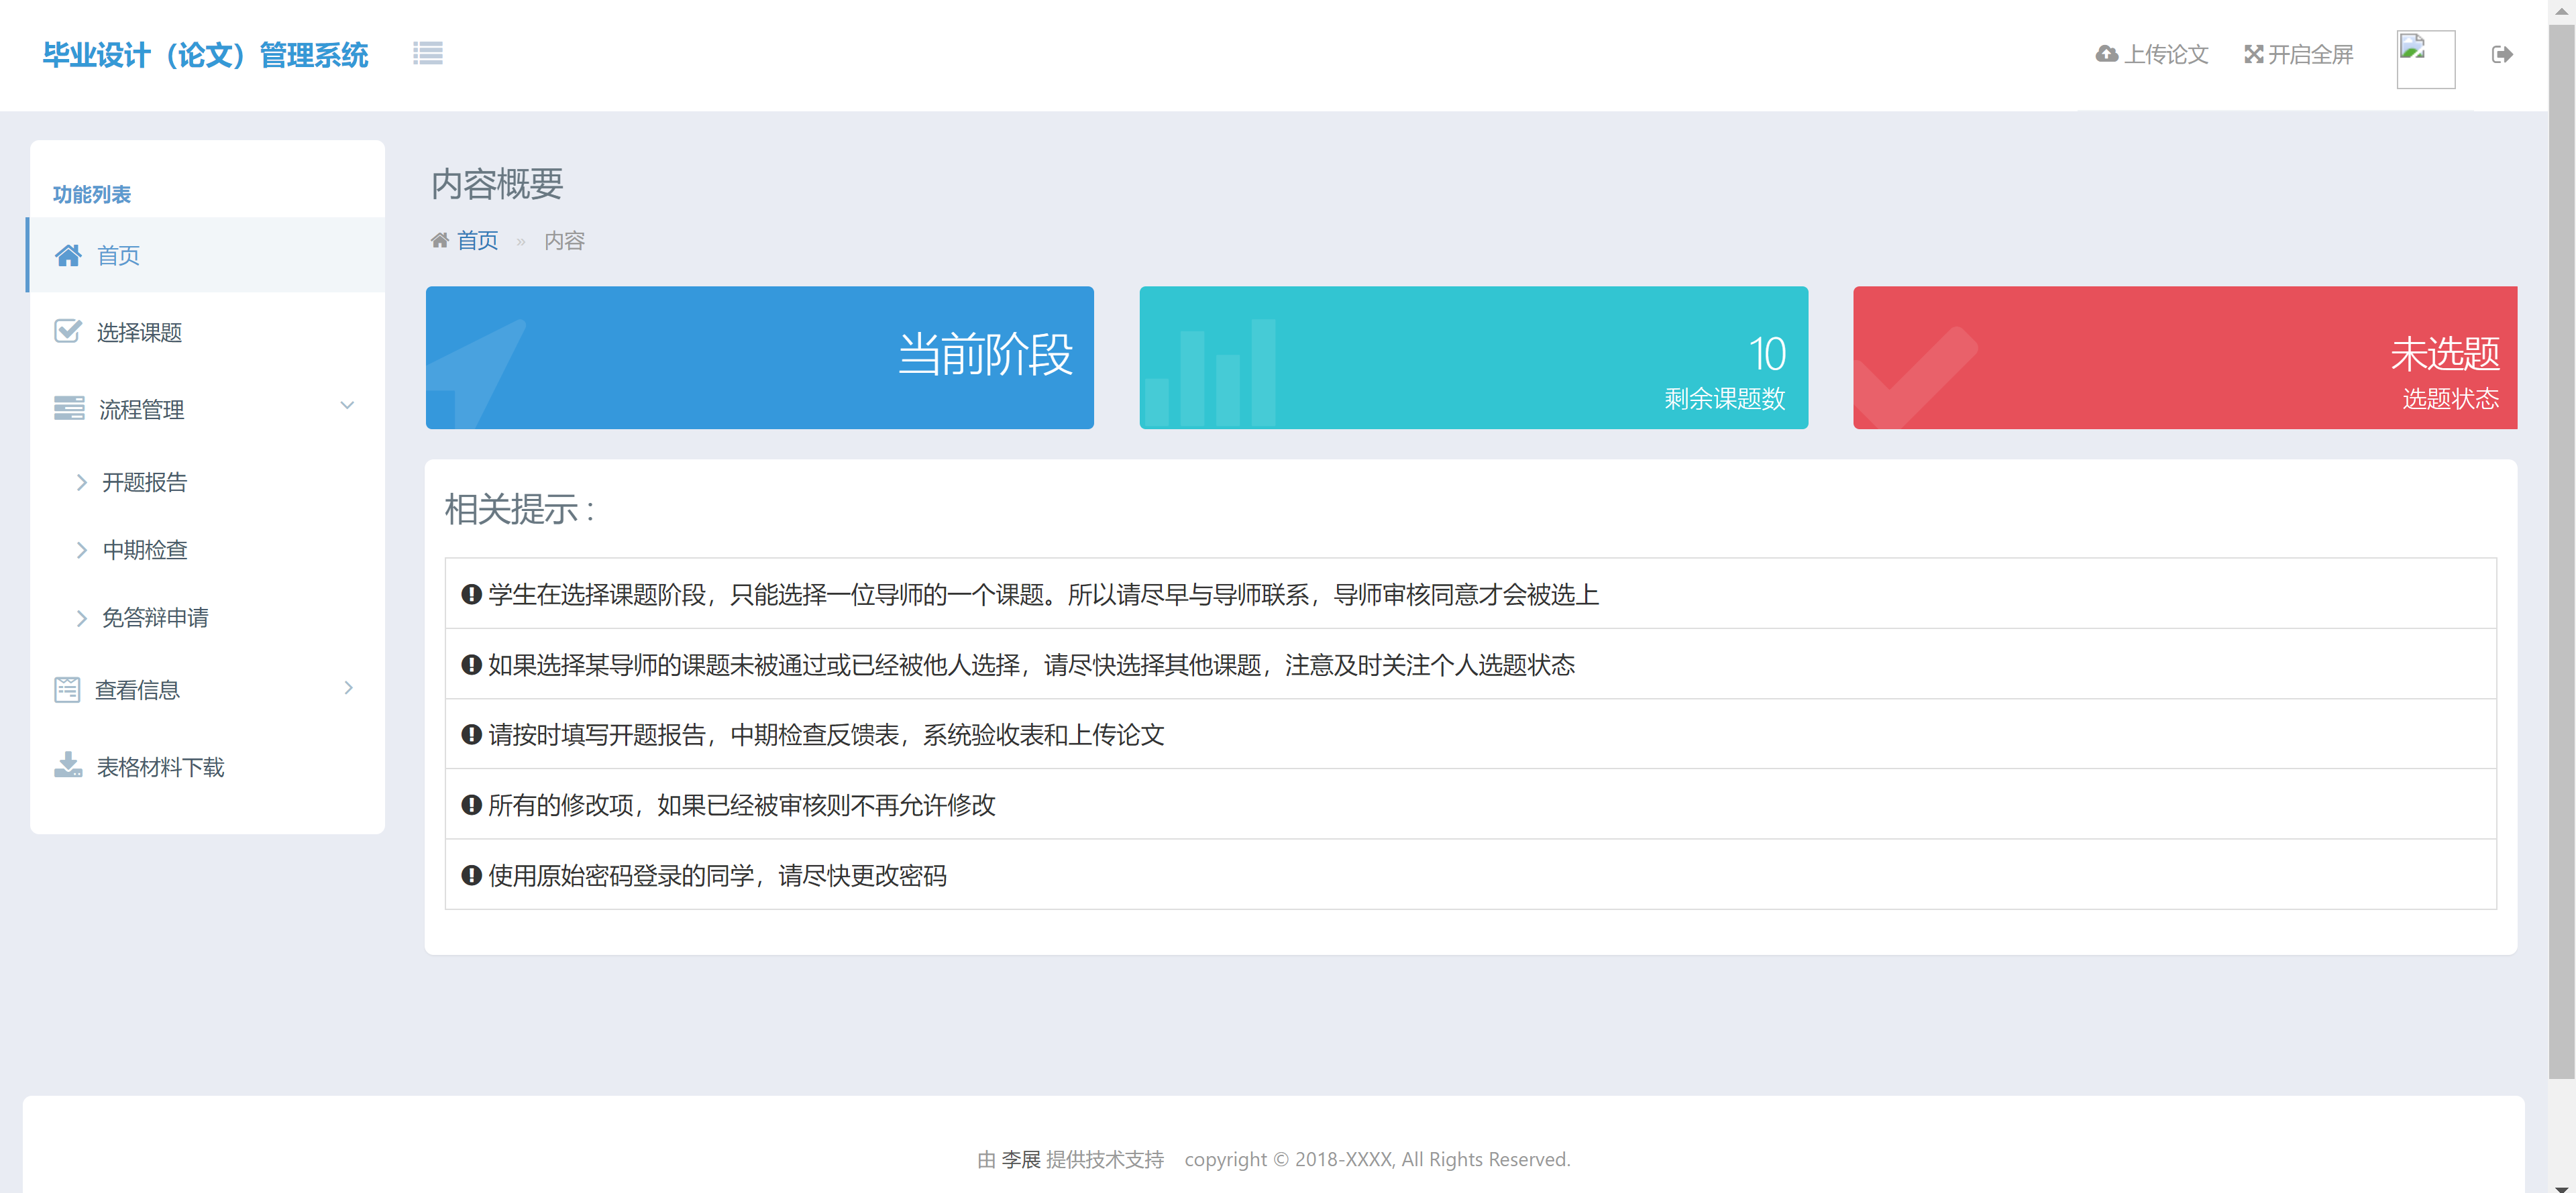 毕业设计（论文）管理系统
上传论文 开启全屏
功能列表
首页
选择课题
流程管理
开题报告
中期检查
免答辩申请
查看信息
表格材料下载
内容概要
首页 » 内容
当前阶段
10
剩余课题数
未选题
选题状态
相关提示：
学生在选择课题阶段，只能选择一位导师的一个课题。所以请尽早与导师联系，导师审核同意才会被选上
如果选择某导师的课题未被通过或已经被他人选择，请尽快选择其他课题，注意及时关注个人选题状态
请按时填写开题报告，中期检查反馈表，系统验收表和上传论文
所有的修改项，如果已经被审核则不再允许修改
使用原始密码登录的同学，请尽快更改密码
由 李展 提供技术支持 copyright © 2018-XXXX, All Rights Reserved.